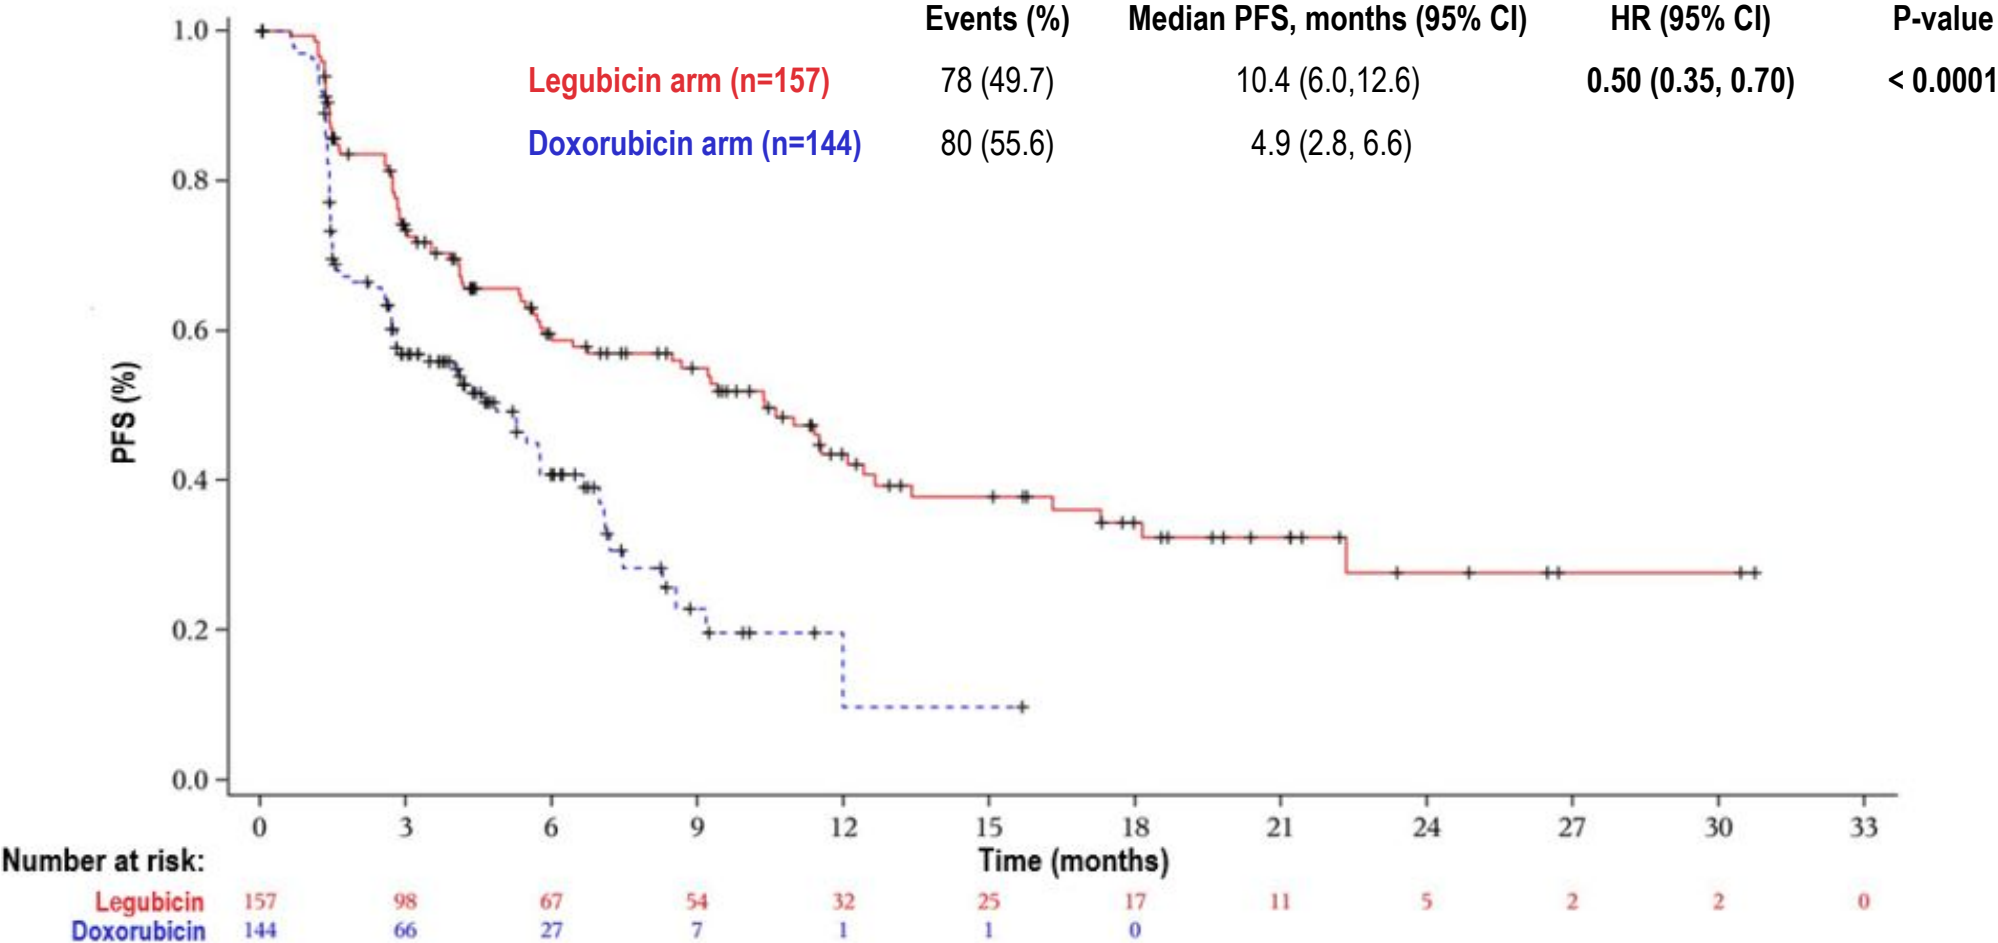 Events (%) Median PFS, months (95% CI) HR (95% CI) P-value
Legubicin arm (n=157) 78 (49.7) 10.4 (6.0,12.6) 0.50 (0.35, 0.70) < 0.0001
Doxorubicin arm (n=144) 80 (55.6) 4.9 (2.8, 6.6)
PFS (%)
1.0
0.8
0.6
0.4
0.2
0.0
0 3 6 9 12 15 18 21 24 27 30 33
Time (months)
Number at risk:
Legubicin 157 98 67 54 32 25 17 11 5 2 2 0
Doxorubicin 144 66 27 7 1 1 0